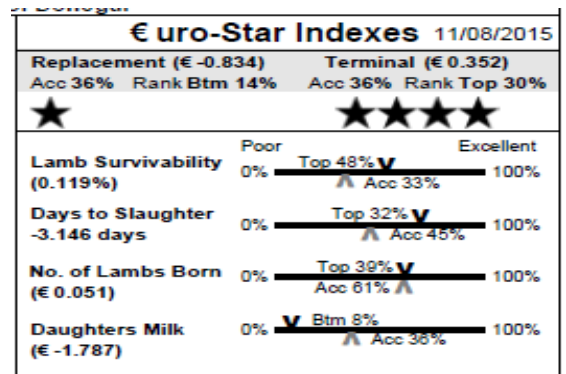 €uro-Star Indexes 11/08/2015
Replacement (€ -0.834) Terminal (€ 0.352)
Acc 36% Rank Btm 14% Acc 36% Rank Top 30%
Poor Excellent
Lamb Survivability (0.119%) 0% Top 48% Acc 33% 100%
Days to Slaughter -3.146 days 0% Top 32% Acc 45% 100%
No. of Lambs Born (€ 0.051) 0% Top 39% Acc 61% 100%
Daughters Milk (€ -1.787) 0% Btm 8% Acc 36% 100%